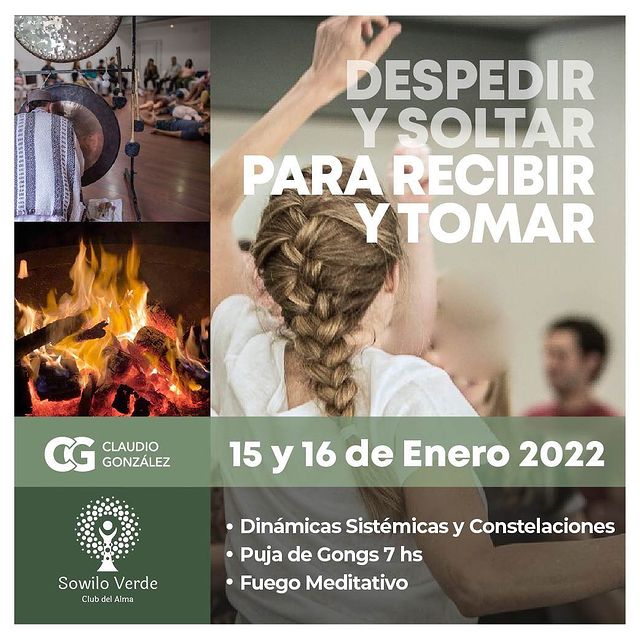 DESPEDIR
Y SOLTAR
PARA RECIBIR
Y TOMAR
CG CLAUDIO
GONZÁLEZ
15 y 16 de Enero 2022
• Dinámicas Sistémicas y Constelaciones
• Puja de Gongs 7 hs
• Fuego Meditativo
Sowilo Verde
Club del Alma